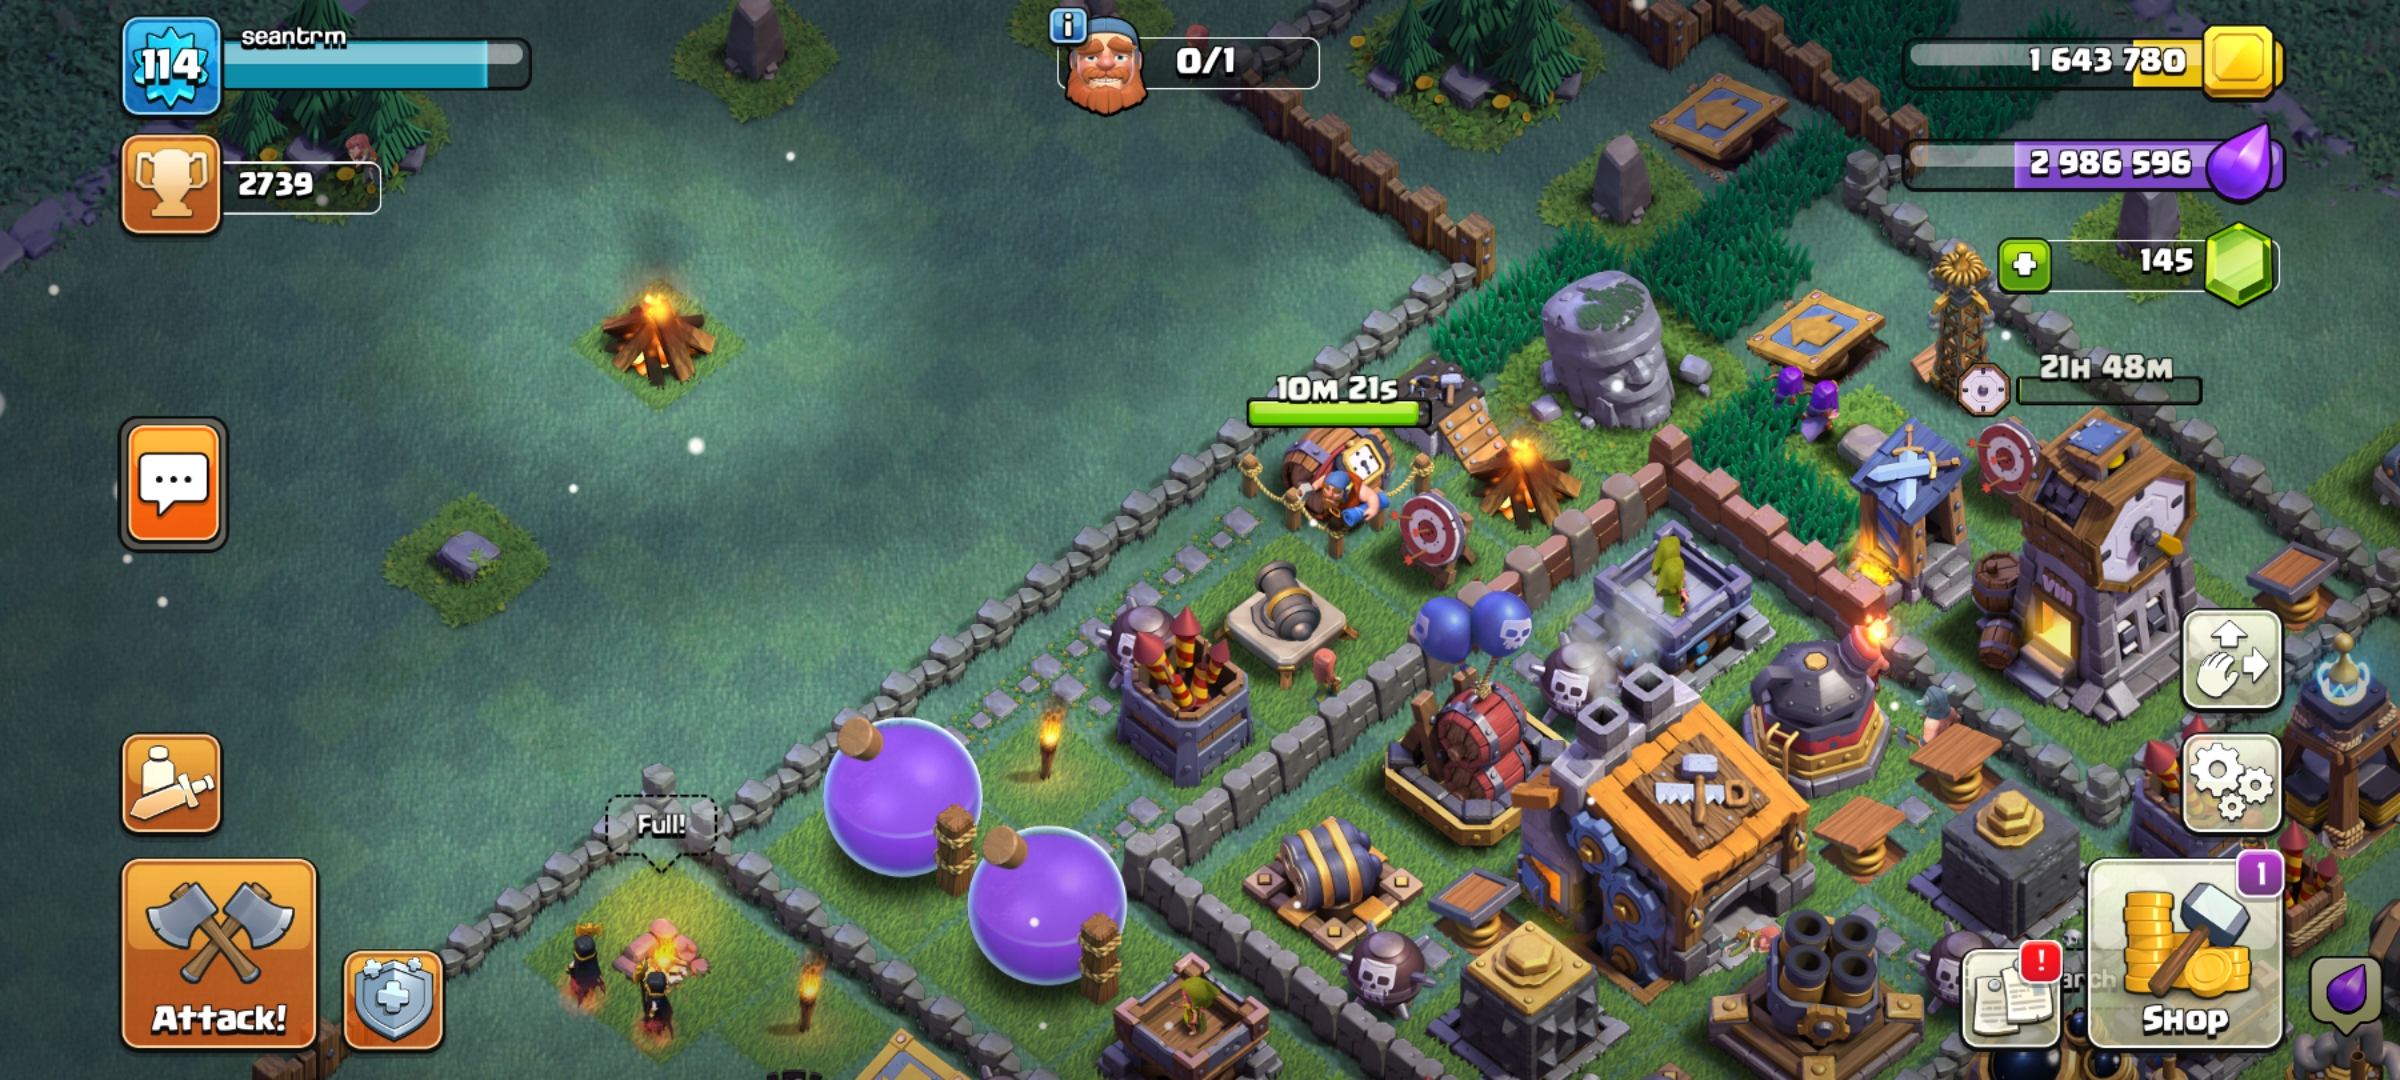 114
seantrm
0/1
1 643 780
2739
2 986 596
145
21H 48M
10M 21S
VIII
Full!
1
!
Attack!
Shop